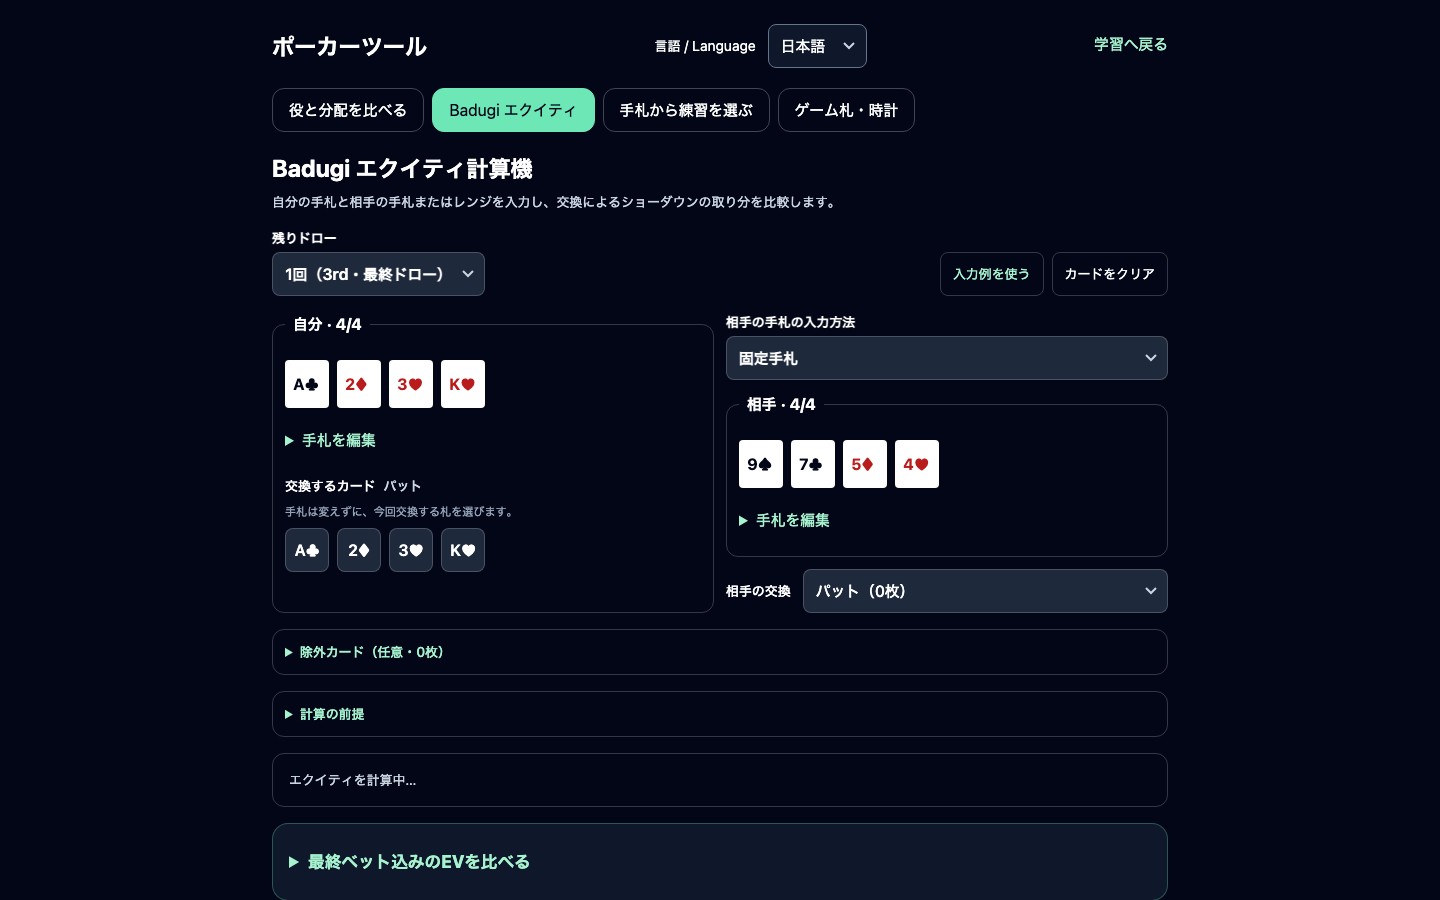 ポーカーツール
言語 / Language
日本語
学習へ戻る
役と分配を比べる
Badugi エクイティ
手札から練習を選ぶ
ゲーム札・時計
Badugi エクイティ計算機
自分の手札と相手の手札またはレンジを入力し、交換によるショーダウンの取り分を比較します。
残りドロー
1回（3rd・最終ドロー）
入力例を使う
カードをクリア
自分 · 4/4
A♣ 2♦ 3♥ K♥
▶ 手札を編集
交換するカード パット
手札は変えずに、今回交換する札を選びます。
A♣ 2♦ 3♥ K♥
相手の手札の入力方法
固定手札
相手 · 4/4
9♠ 7♣ 5♦ 4♥
▶ 手札を編集
相手の交換
パット（0枚）
▶ 除外カード（任意・0枚）
▶ 計算の前提
エクイティを計算中...
▶ 最終ベット込みのEVを比べる